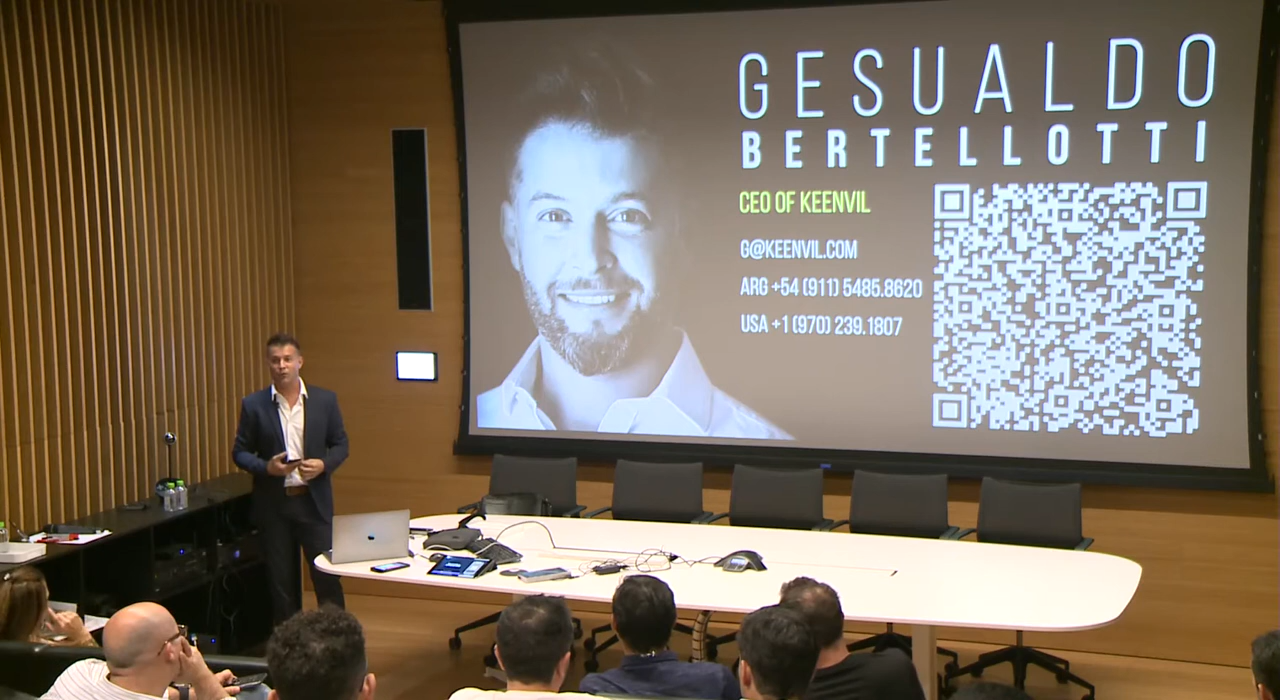 GESUALDO
BERTELLOTTI
CEO OF KEENVIL
G@KEENVIL.COM
ARG +54 (911) 5485.8620
USA +1 (970) 239.1807